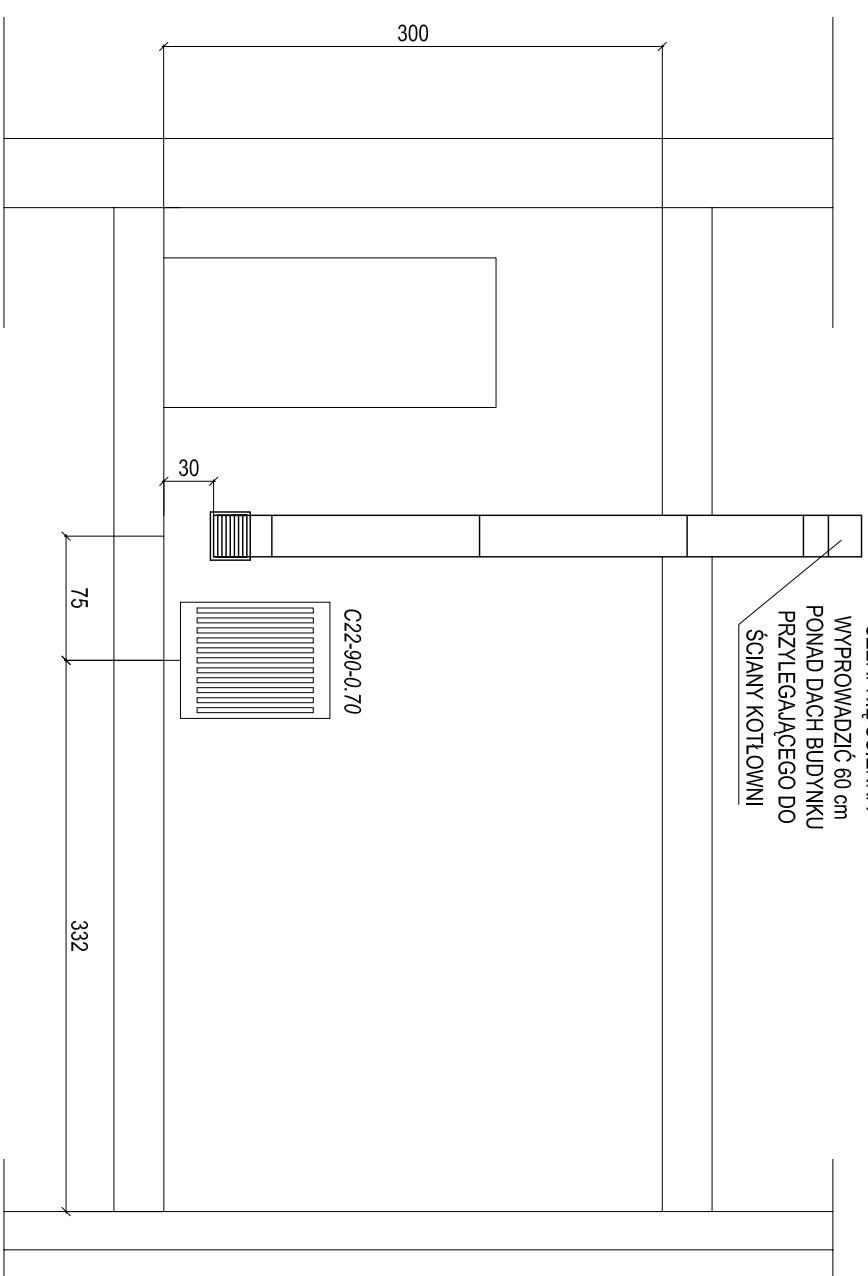 300
30
75
332
C22-90-0.70
WYPROWADZIĆ 60 cm
PONAD DACH BUDYNKU
PRZYLEGAJĄCEGO DO
ŚCIANY KOTŁOWNI